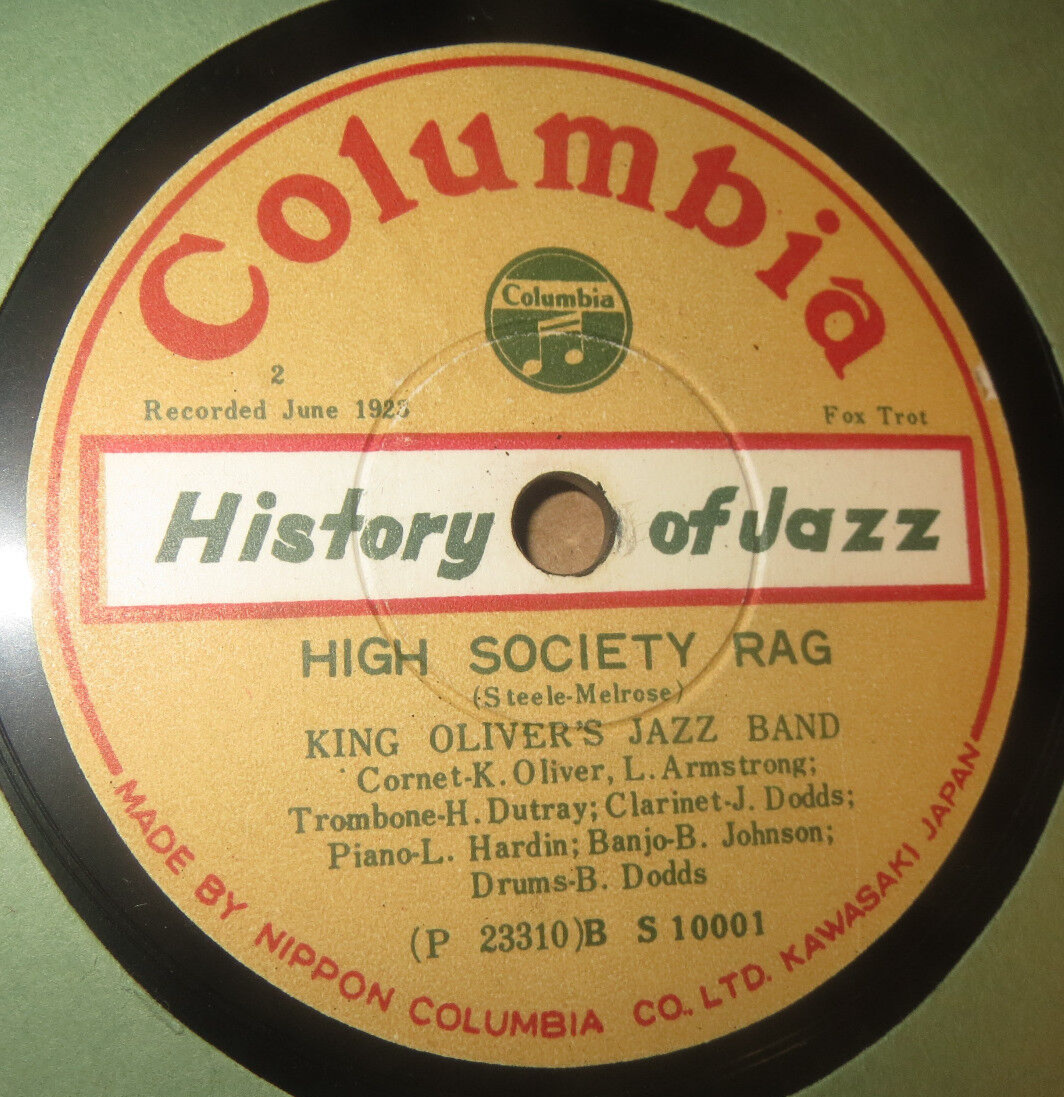 Columbia
Columbia
2
Recorded June 1923
Fox Trot
History of Jazz
HIGH SOCIETY RAG
(Steele-Melrose)
KING OLIVER'S JAZZ BAND
Cornet-K. Oliver, L. Armstrong;
Trombone-H. Dutray; Clarinet-J. Dodds;
Piano-L. Hardin; Banjo-B. Johnson;
Drums-B. Dodds
(P 23310)B S 10001
MADE BY NIPPON COLUMBIA CO., LTD. KAWASAKI JAPAN